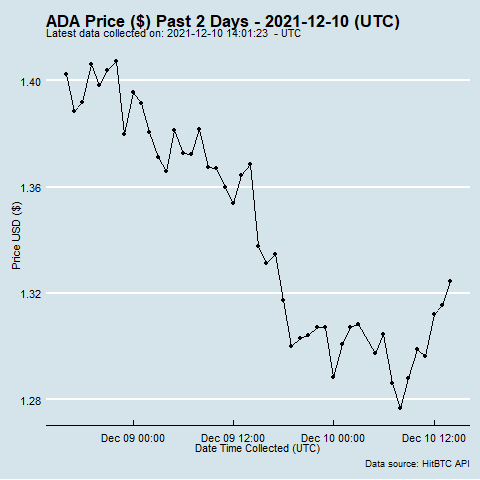 ADA Price ($) Past 2 Days - 2021-12-10 (UTC)
Latest data collected on: 2021-12-10 14:01:23 - UTC
1.40
1.36
1.32
1.28
Price USD ($)
Dec 09 00:00 Dec 09 12:00 Dec 10 00:00 Dec 10 12:00
Date Time Collected (UTC)
Data source: HitBTC API